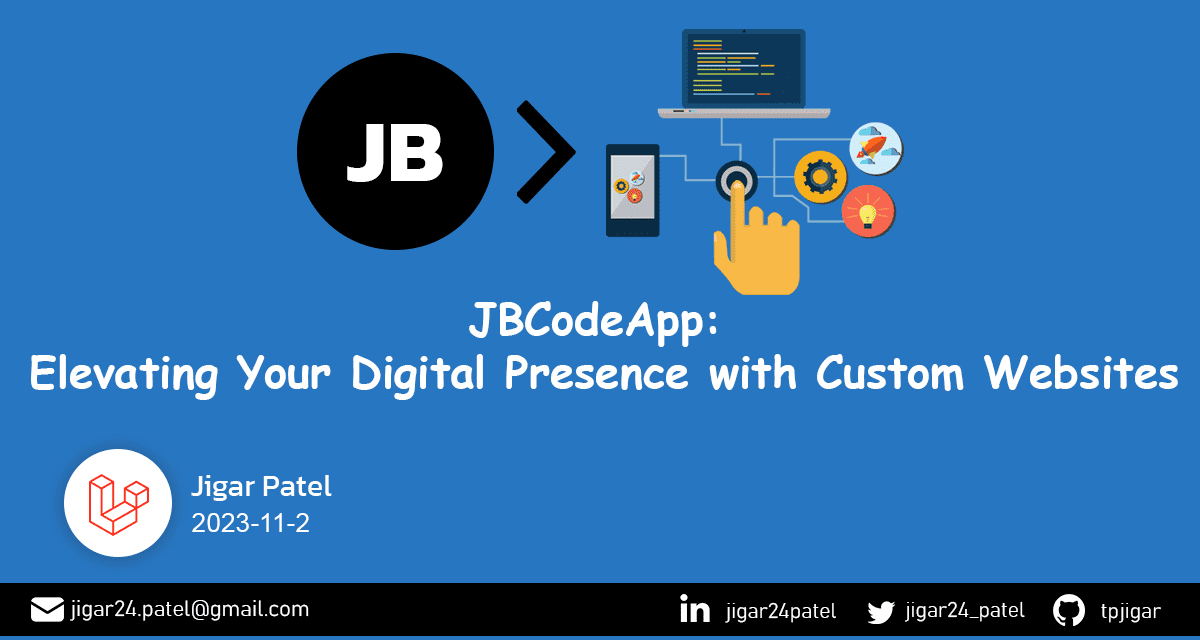 JB
JBCodeApp:
Elevating Your Digital Presence with Custom Websites
Jigar Patel
2023-11-2
jigar24.patel@gmail.com
in jigar24patel
jigar24_patel
tpjigar